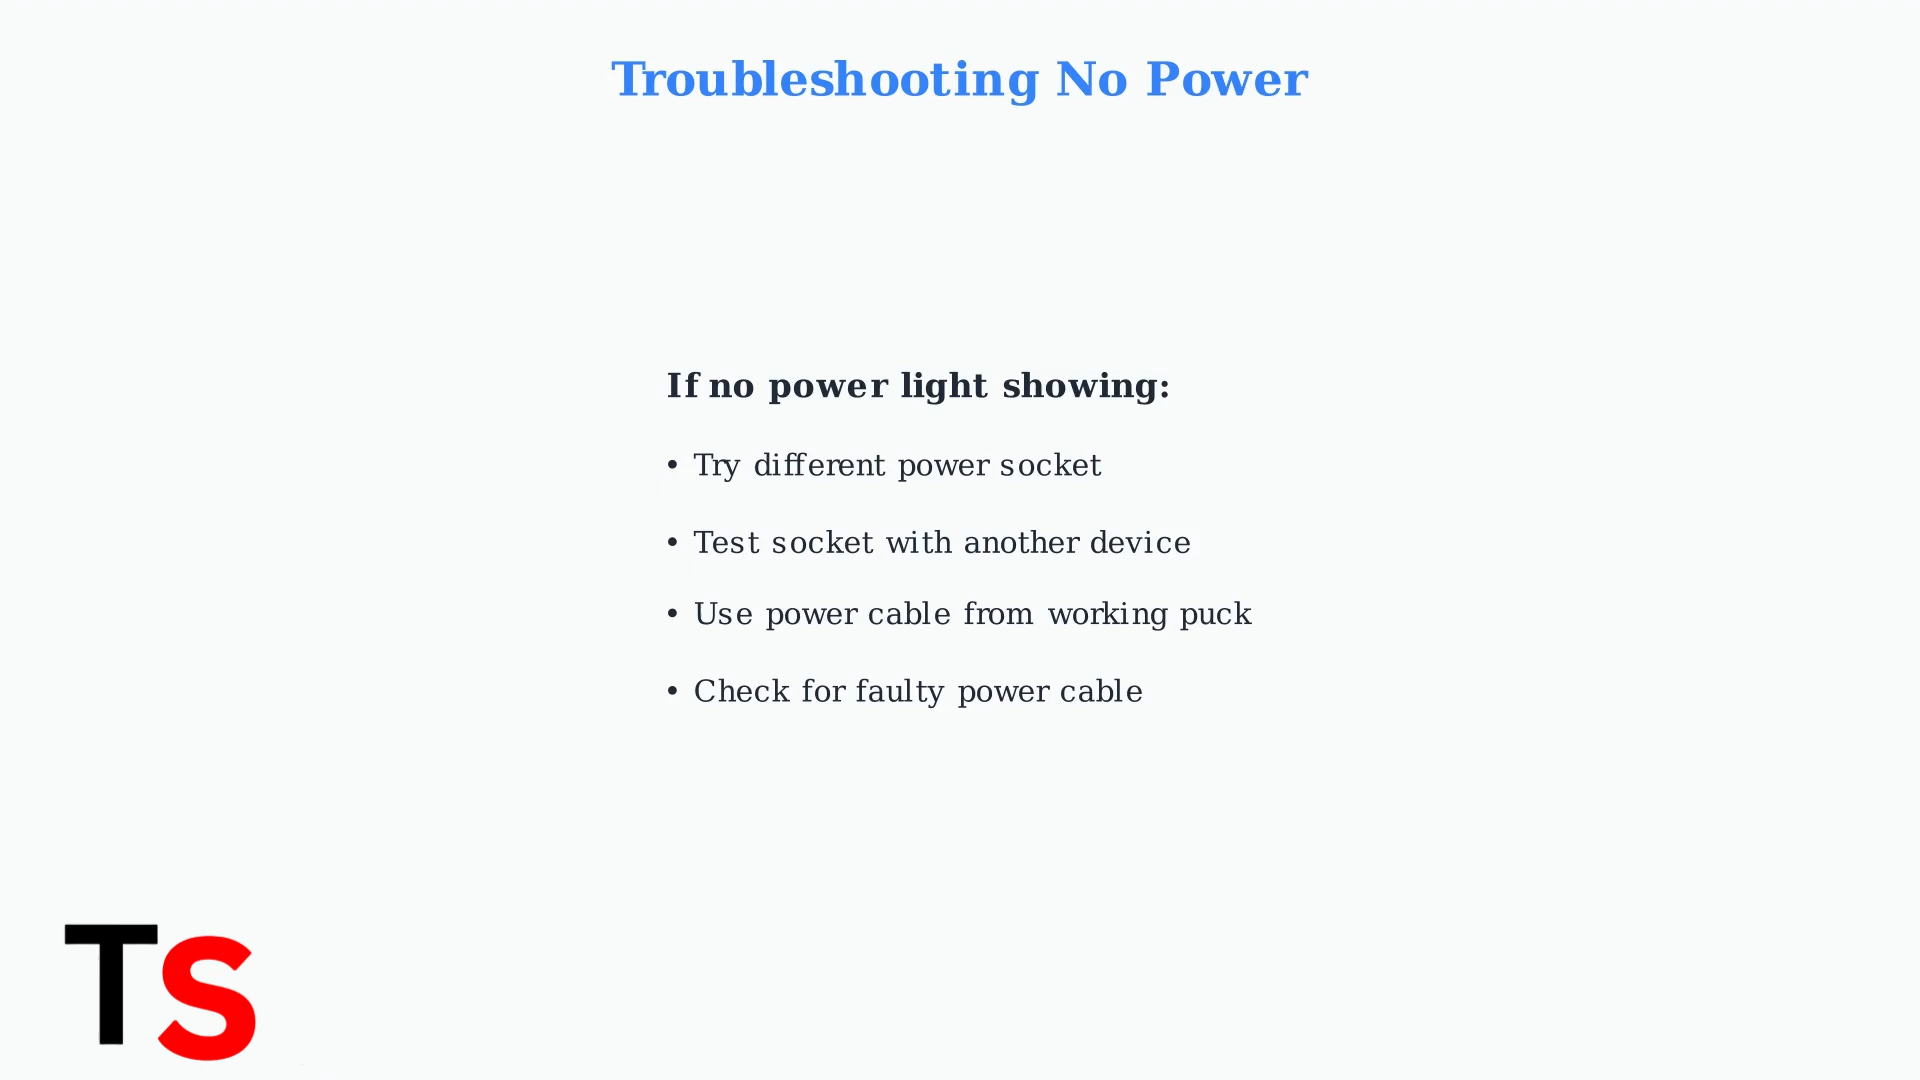 Troubleshooting No Power
If no power light showing:
• Try different power socket
• Test socket with another device
• Use power cable from working puck
• Check for faulty power cable
TS